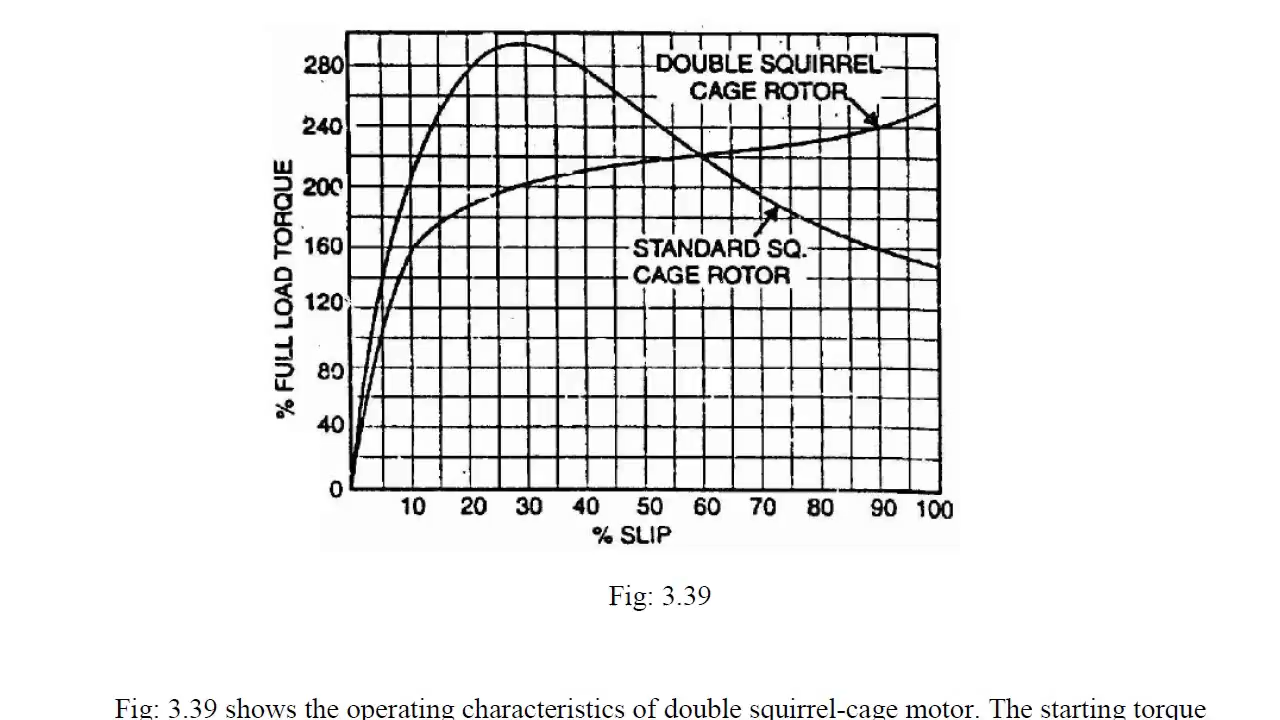 280
240
200
160
120
80
40
0
% FULL LOAD TORQUE
DOUBLE SQUIRREL
CAGE ROTOR
STANDARD SQ.
CAGE ROTOR
10 20 30 40 50 60 70 80 90 100
% SLIP
Fig: 3.39
Fig: 3.39 shows the operating characteristics of double squirrel-cage motor. The starting torque